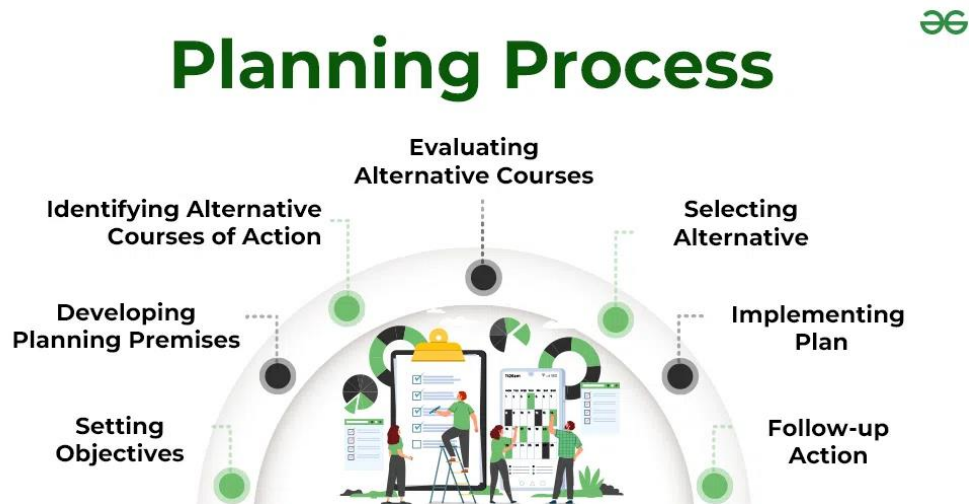 Planning Process
Evaluating
Alternative Courses
Identifying Alternative
Courses of Action
Selecting
Alternative
Developing
Planning Premises
Implementing
Plan
Setting
Objectives
Follow-up
Action